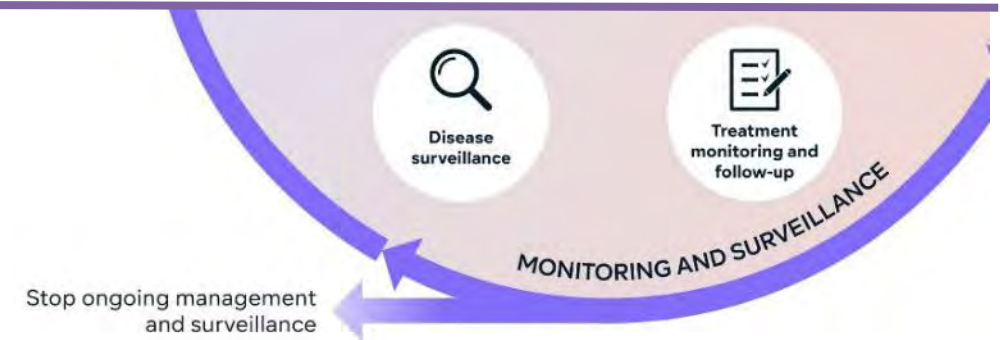 Disease
surveillance
Treatment
monitoring and
follow-up
MONITORING AND SURVEILLANCE
Stop ongoing management
and surveillance